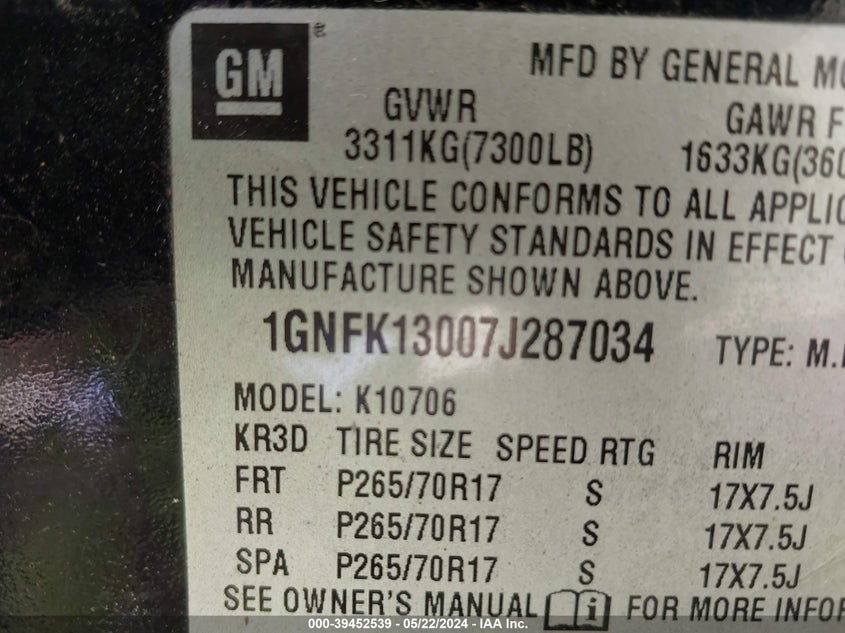 GM
MFD BY GENERAL
GVWR GAWR F
3311KG(7300LB) 1633KG(360
THIS VEHICLE CONFORMS TO ALL APPLIC
VEHICLE SAFETY STANDARDS IN EFFECT
MANUFACTURE SHOWN ABOVE.
1GNFK13007J287034 TYPE: M.
MODEL: K10706
KR3D TIRE SIZE SPEED RTG RIM
FRT P265/70R17 S 17X7.5J
RR P265/70R17 S 17X7.5J
SPA P265/70R17 S 17X7.5J
SEE OWNER'S MANUAL i FOR MORE INFOR
000-39452539 - 05/22/2024 - IAA Inc.